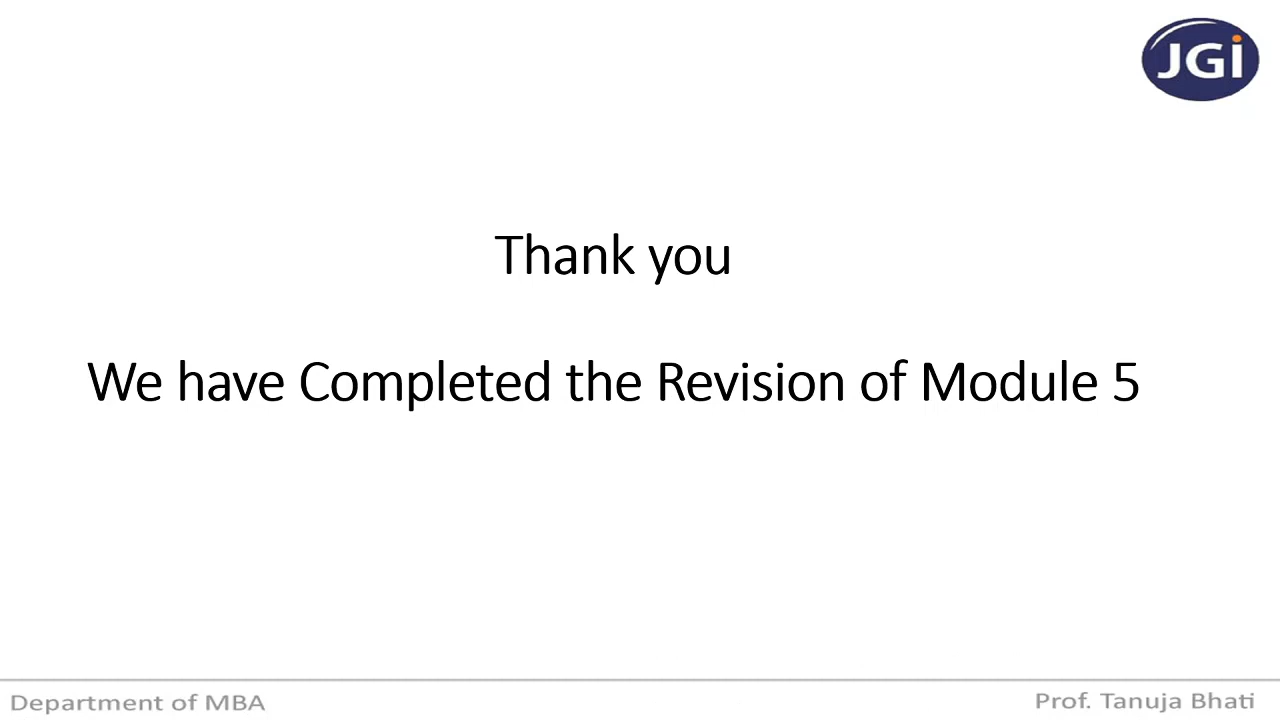 JGi
Thank you
We have Completed the Revision of Module 5
Department of MBA
Prof. Tanuja Bhati